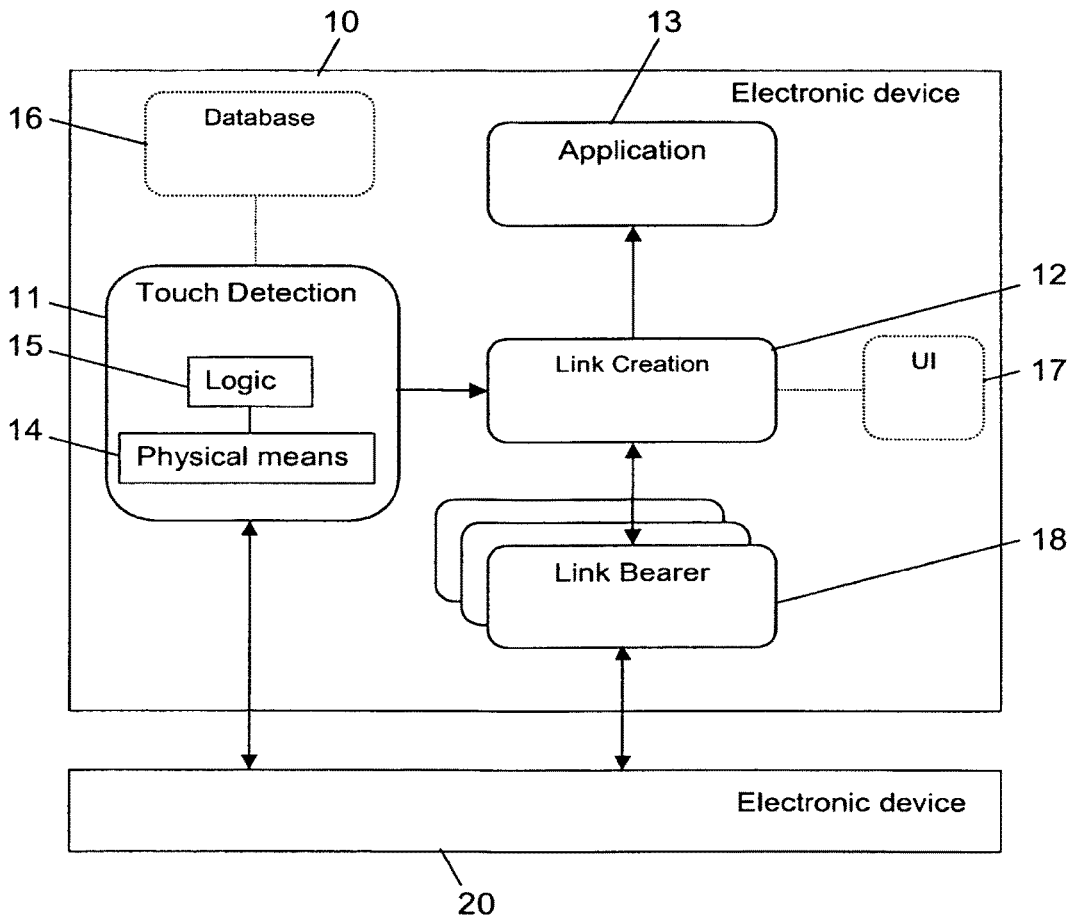 10
13
Electronic device
16
Database
Application
11
Touch Detection
12
15
Logic
Link Creation
UI
17
14
Physical means
18
Link Bearer
Electronic device
20